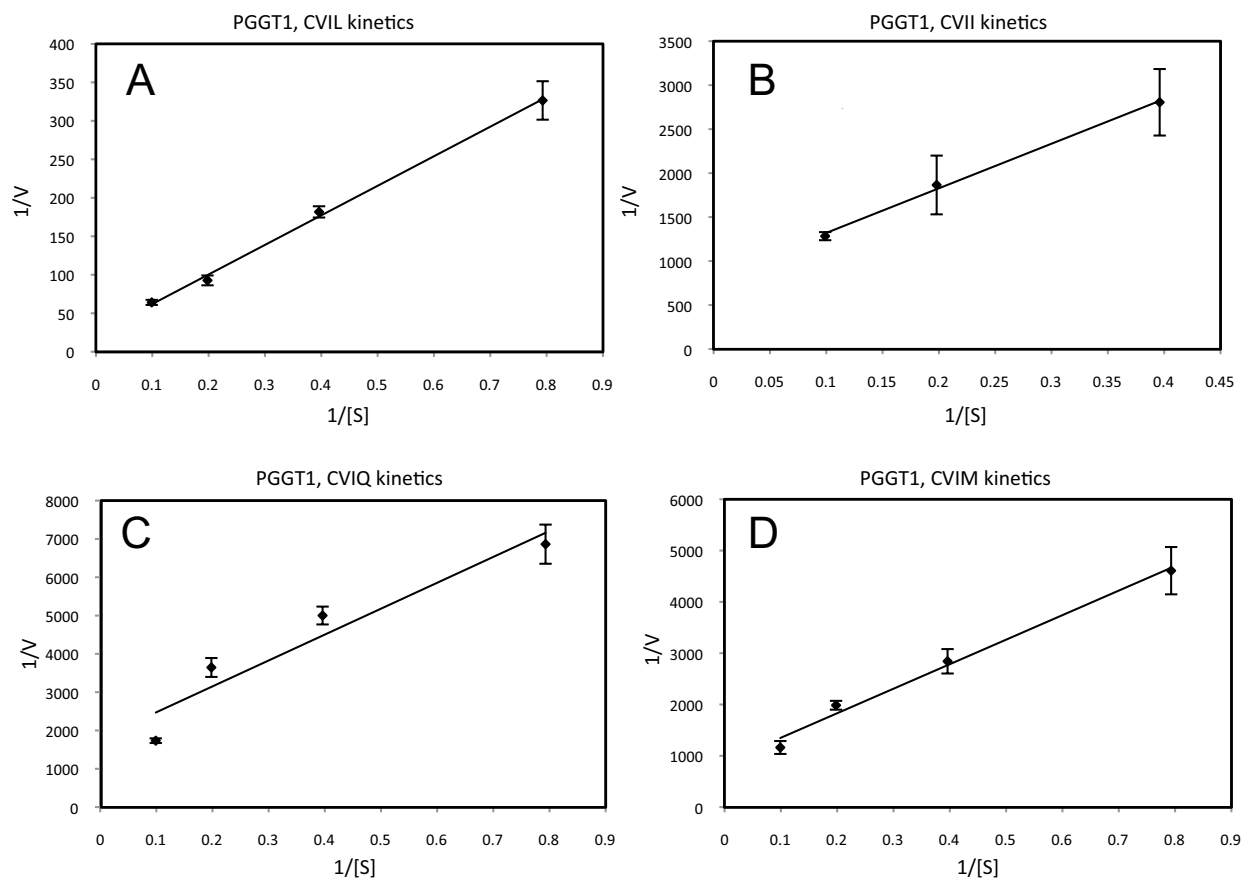 PGGT1, CVIL kinetics
A
400
350
300
250
200
150
100
50
0
1/V
0 0.1 0.2 0.3 0.4 0.5 0.6 0.7 0.8 0.9
1/[S]
PGGT1, CVII kinetics
B
3500
3000
2500
2000
1500
1000
500
0
1/V
0 0.05 0.1 0.15 0.2 0.25 0.3 0.35 0.4 0.45
1/[S]
PGGT1, CVIQ kinetics
C
8000
7000
6000
5000
4000
3000
2000
1000
0
1/V
0 0.1 0.2 0.3 0.4 0.5 0.6 0.7 0.8 0.9
1/[S]
PGGT1, CVIM kinetics
D
6000
5000
4000
3000
2000
1000
0
1/V
0 0.1 0.2 0.3 0.4 0.5 0.6 0.7 0.8 0.9
1/[S]